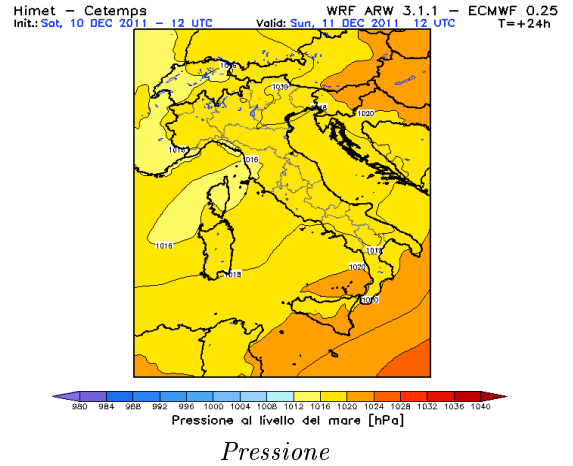 Himet – Cetemps WRF ARW 3.1.1 – ECMWF 0.25
Init.: Sat, 10 DEC 2011 – 12 UTC Valid: Sun, 11 DEC 2011 12 UTC T=+24h
1016
1018
1018
1020
1016
1016
1016
1018
1020
1018
1020
980 984 988 992 996 1000 1004 1008 1012 1016 1020 1024 1028 1032 1036 1040
Pressione al livello del mare [hPa]
Pressione